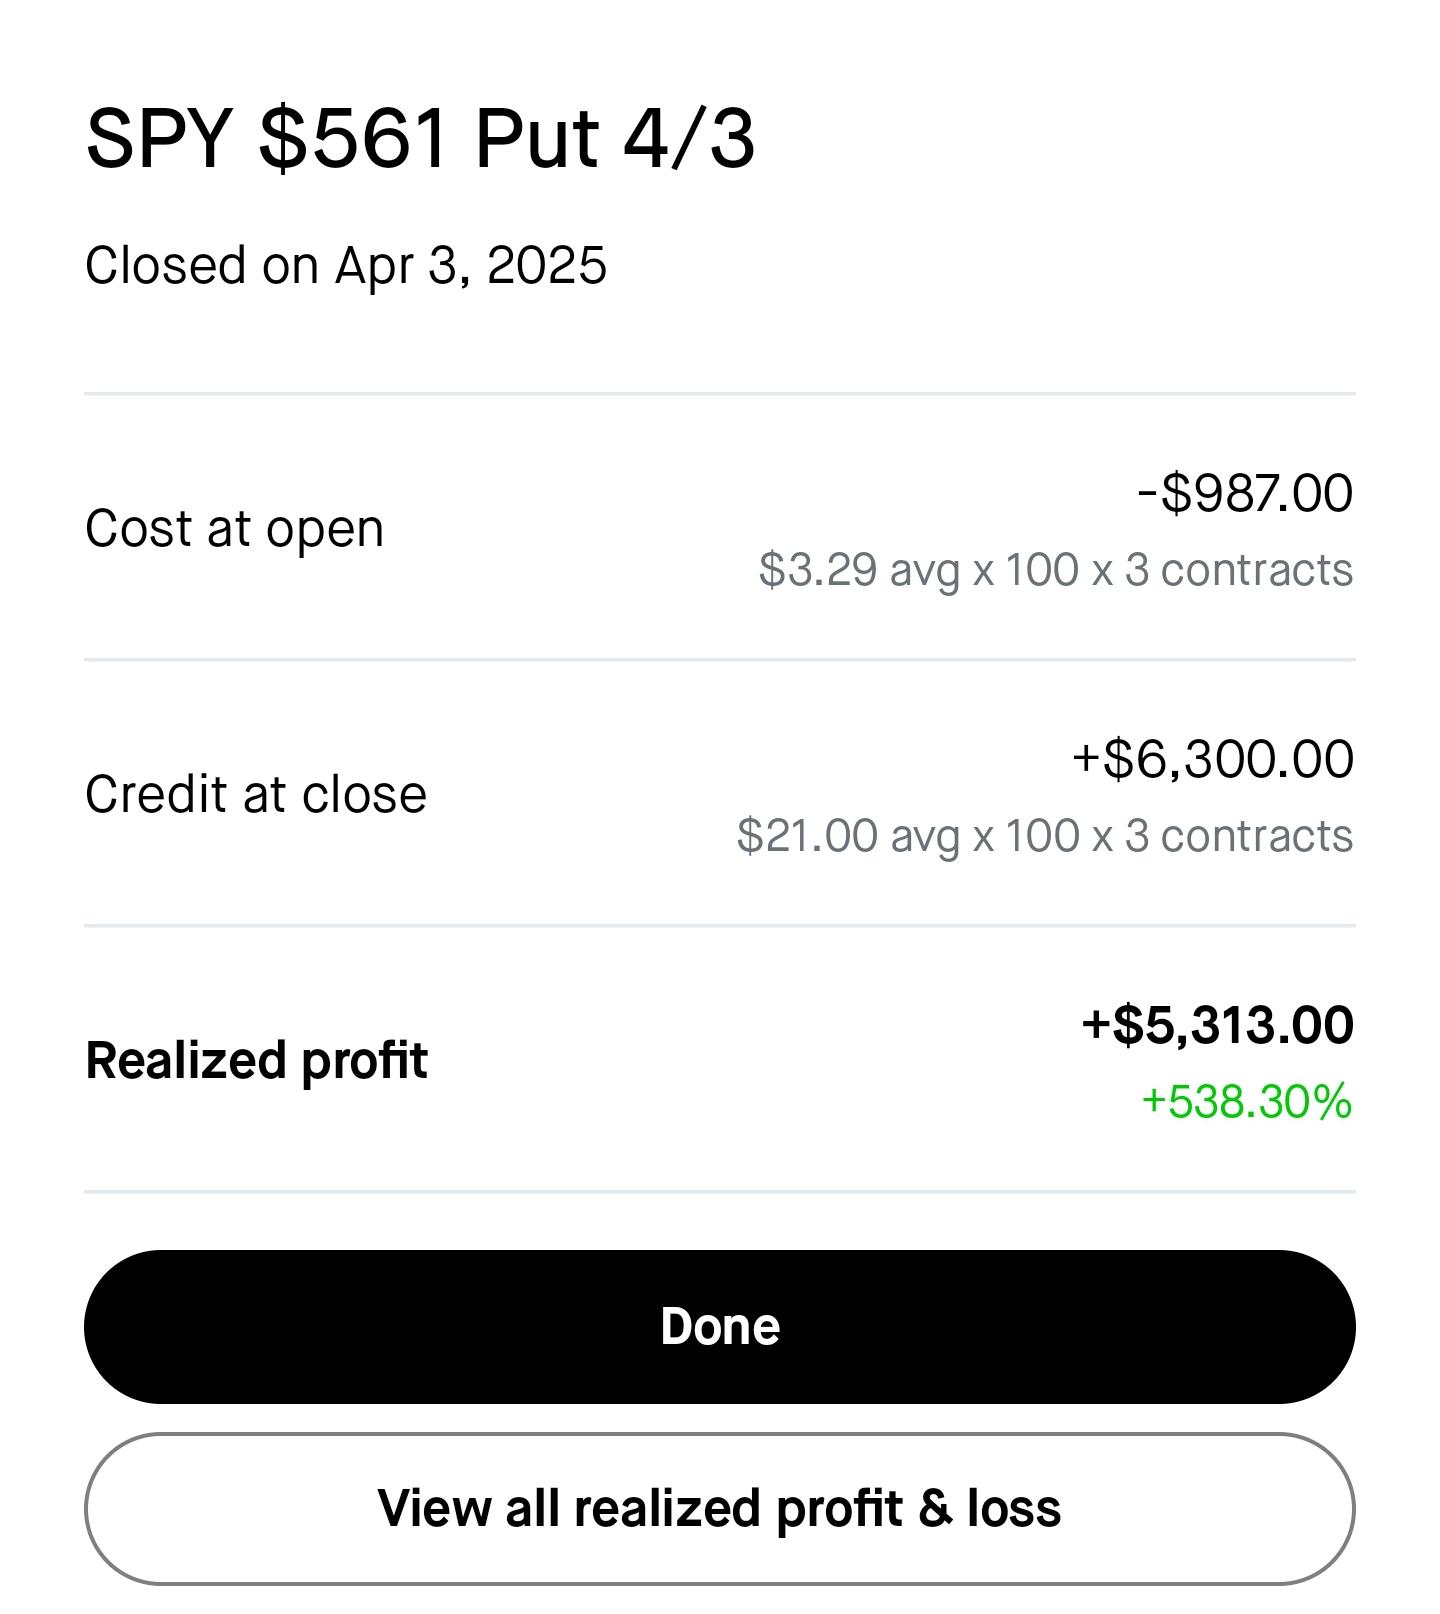 SPY $561 Put 4/3
Closed on Apr 3, 2025
Cost at open
-$987.00
$3.29 avg x 100 x 3 contracts
Credit at close
+$6,300.00
$21.00 avg x 100 x 3 contracts
Realized profit
+$5,313.00
+538.30%
Done
View all realized profit & loss